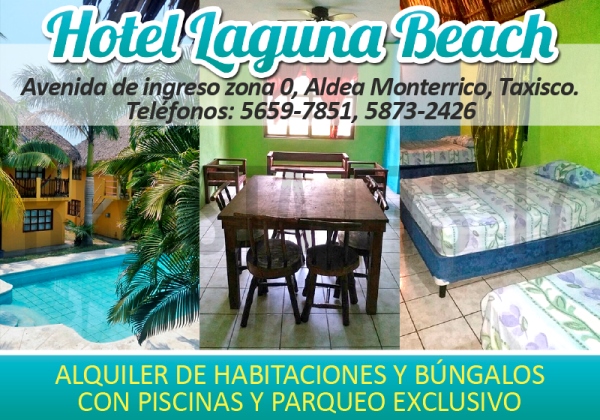 Hotel Laguna Beach
Avenida de ingreso zona 0, Aldea Monterrico, Taxisco.
Teléfonos: 5659-7851, 5873-2426
ALQUILER DE HABITACIONES Y BÚNGALOS
CON PISCINAS Y PARQUEO EXCLUSIVO